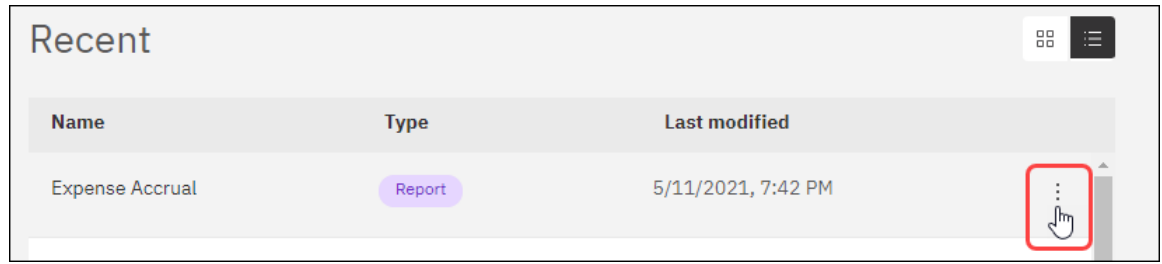 Recent
Name Type Last modified
Expense Accrual Report 5/11/2021, 7:42 PM